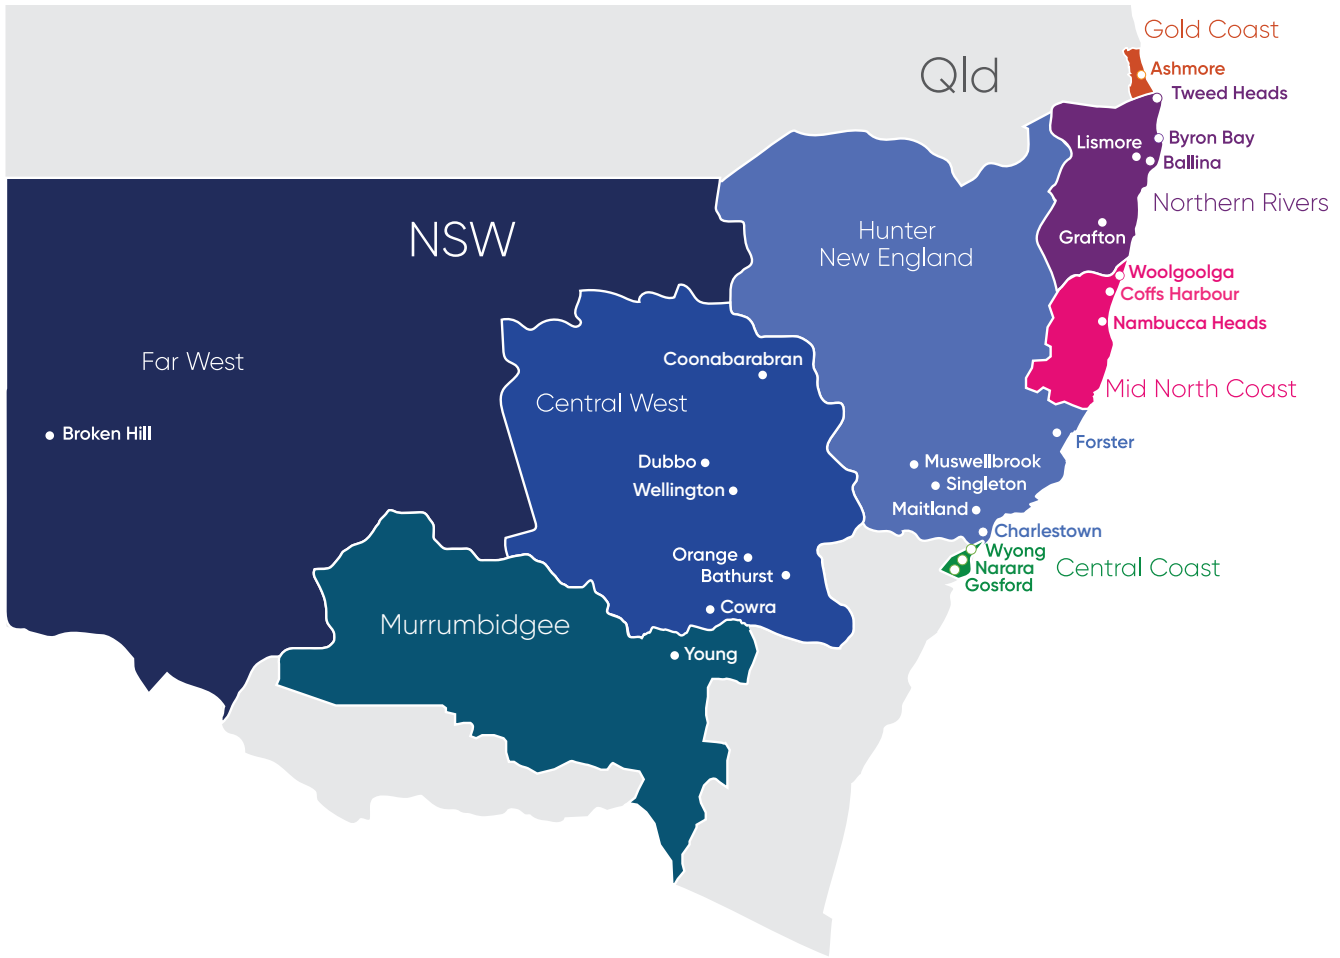 Gold Coast
Qld
Ashmore
Tweed Heads
Byron Bay
Lismore
Ballina
Northern Rivers
NSW
Hunter
New England
Grafton
Woolgoolga
Coffs Harbour
Nambucca Heads
Far West
Coonabarabran
Central West
Mid North Coast
Broken Hill
Forster
Dubbo
Muswellbrook
Wellington
Singleton
Maitland
Charlestown
Orange
Wyong
Bathurst
Narara
Central Coast
Gosford
Cowra
Murrumbidgee
Young